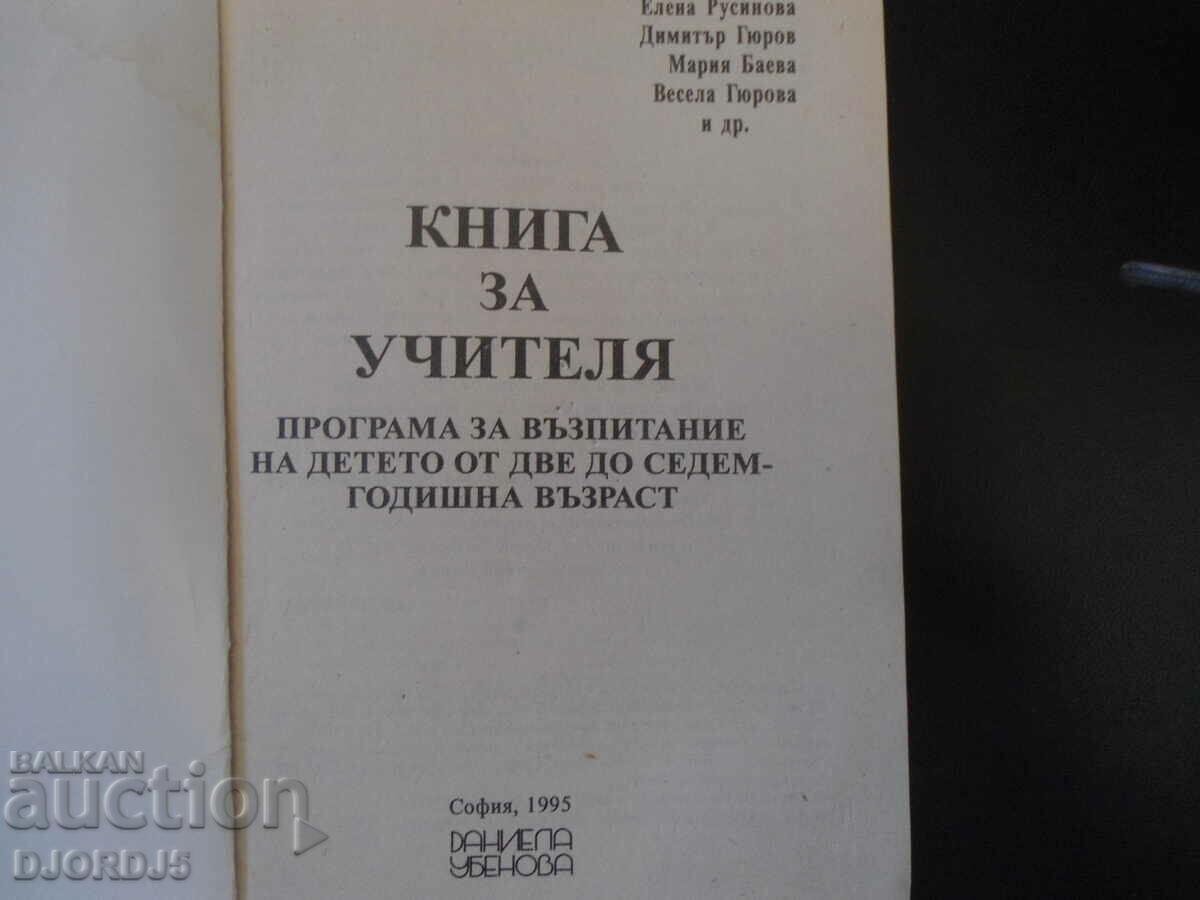 Елена Русинова
Димитър Гюров
Мария Баева
Весела Гюрова
и др.
КНИГА
ЗА
УЧИТЕЛЯ
ПРОГРАМА ЗА ВЪЗПИТАНИЕ
НА ДЕТЕТО ОТ ДВЕ ДО СЕДЕМ-
ГОДИШНА ВЪЗРАСТ
София, 1995
ДАНИЕЛА
УБЕНОВА
BALKAN
auction
DJORDJ5